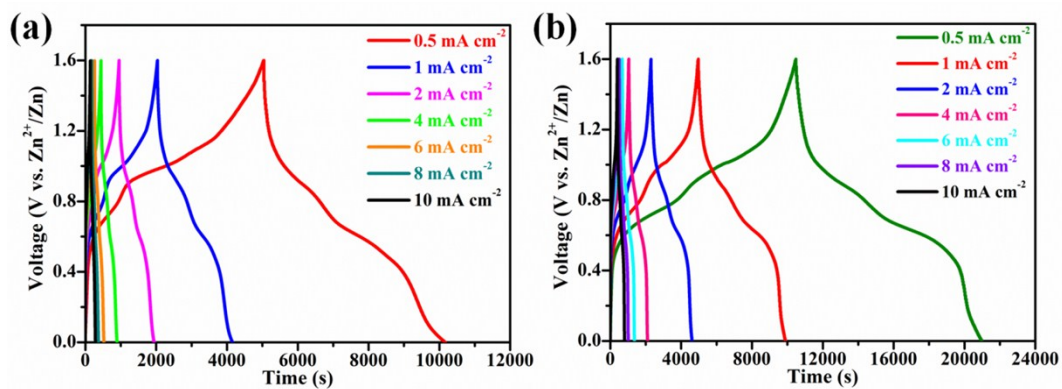 (a)
0.5 mA cm⁻²
1 mA cm⁻²
2 mA cm⁻²
4 mA cm⁻²
6 mA cm⁻²
8 mA cm⁻²
10 mA cm⁻²
1.6
1.2
0.8
0.4
0.0
Voltage (V vs. Zn²⁺/Zn)
0 2000 4000 6000 8000 10000 12000
Time (s)
(b)
0.5 mA cm⁻²
1 mA cm⁻²
2 mA cm⁻²
4 mA cm⁻²
6 mA cm⁻²
8 mA cm⁻²
10 mA cm⁻²
1.6
1.2
0.8
0.4
0.0
Voltage (V vs. Zn²⁺/Zn)
0 4000 8000 12000 16000 20000 24000
Time (s)